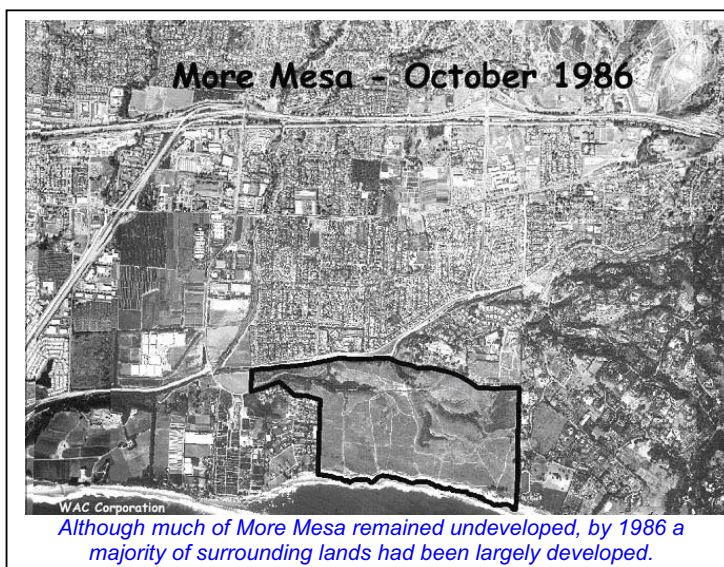 More Mesa - October 1986
WAC Corporation
Although much of More Mesa remained undeveloped, by 1986 a
majority of surrounding lands had been largely developed.